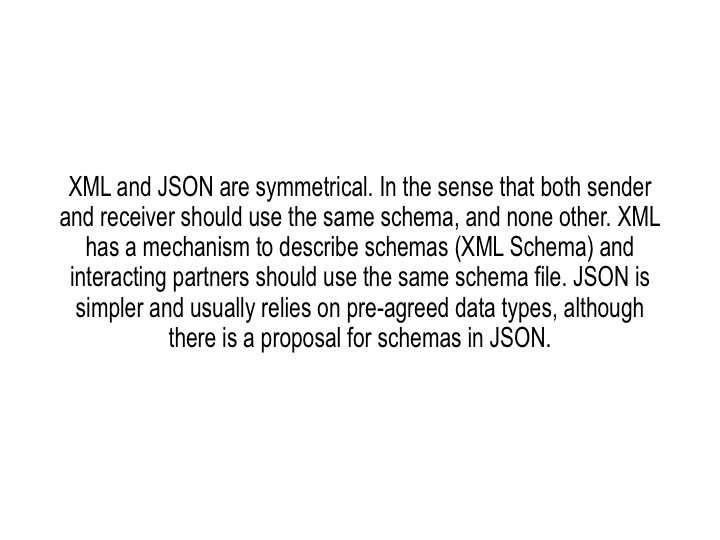 XML and JSON are symmetrical. In the sense that both sender
and receiver should use the same schema, and none other. XML
has a mechanism to describe schemas (XML Schema) and
interacting partners should use the same schema file. JSON is
simpler and usually relies on pre-agreed data types, although
there is a proposal for schemas in JSON.